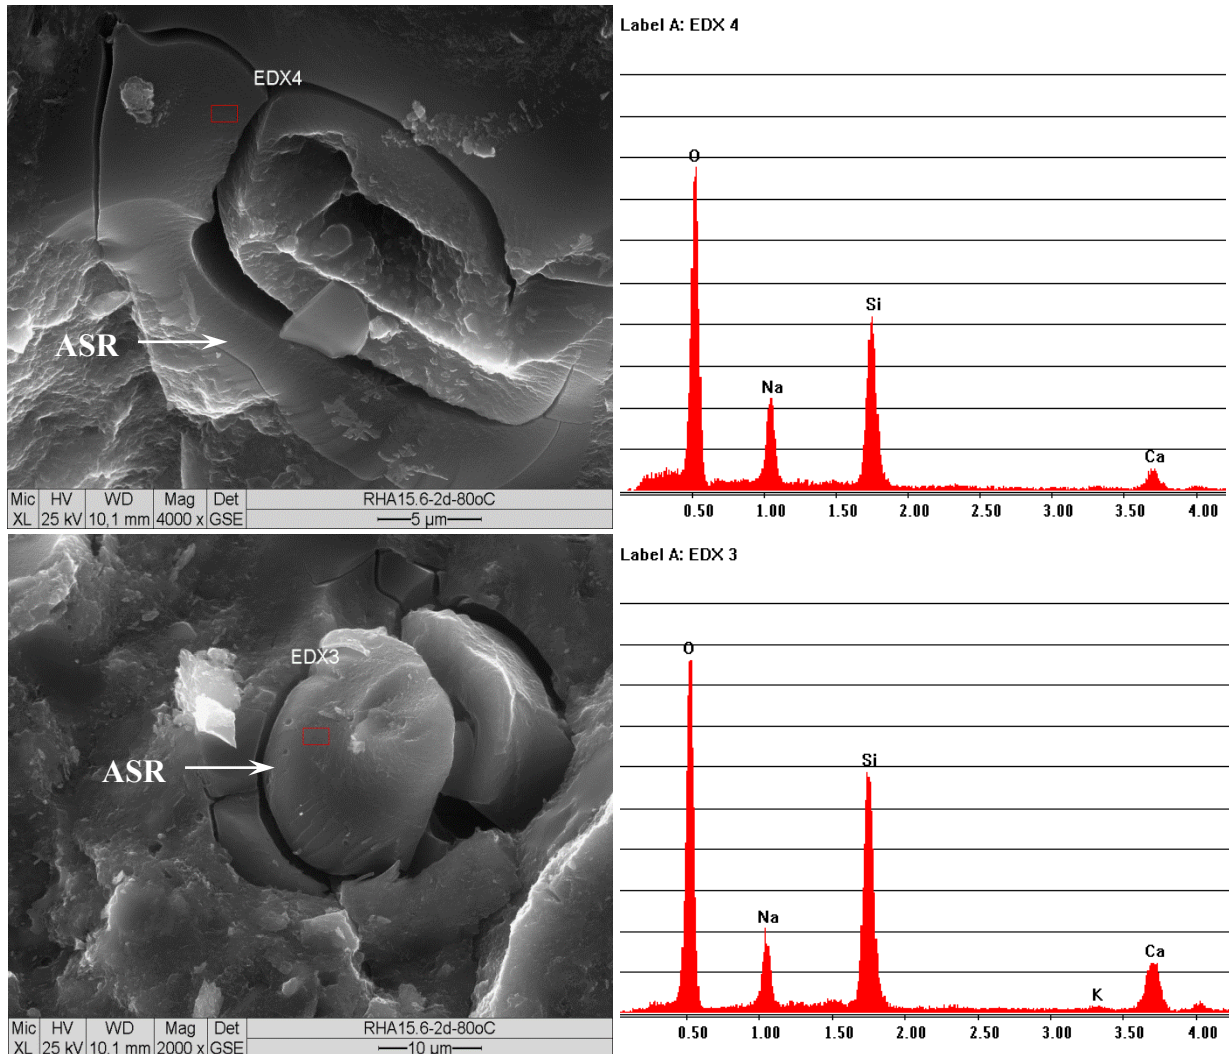 Label A: EDX 4
EDX4
ASR
O
Na
Si
Ca
0.50 1.00 1.50 2.00 2.50 3.00 3.50 4.00
Mic HV WD Mag Det RHA15.6-2d-80oC
XL 25 kV 10,1 mm 4000 x GSE 5 µm
Label A: EDX 3
EDX3
ASR
O
Na
Si
K
Ca
0.50 1.00 1.50 2.00 2.50 3.00 3.50 4.00
Mic HV WD Mag Det RHA15.6-2d-80oC
XL 25 kV 10,1 mm 2000 x GSE 10 µm